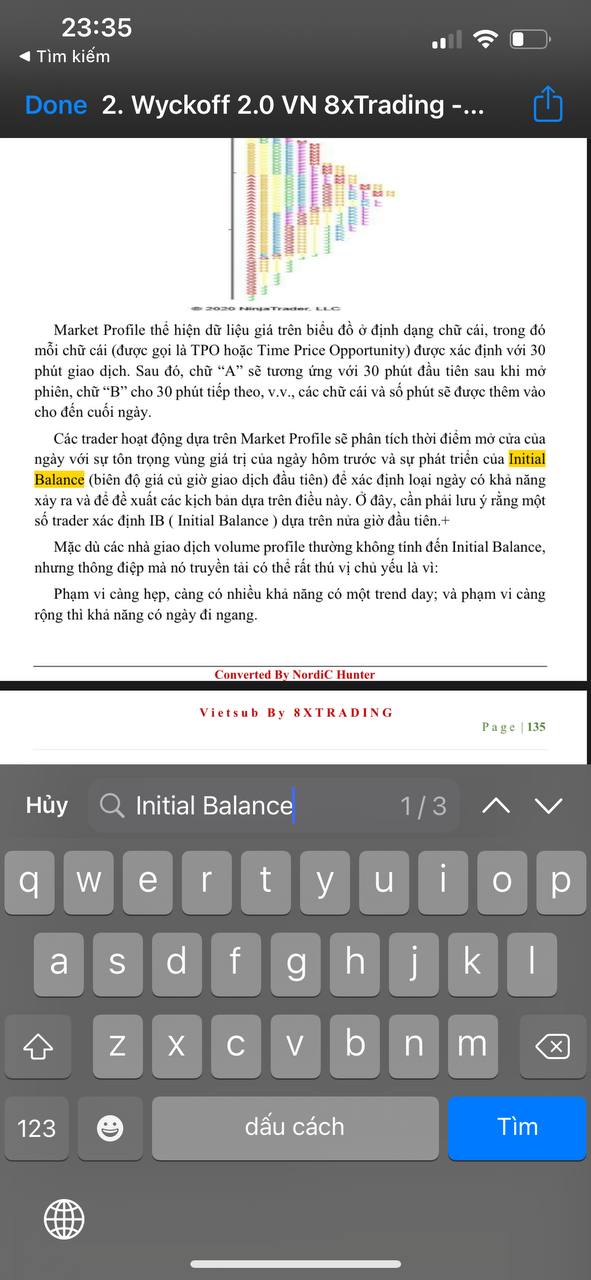 23:35
Tìm kiếm
Done 2. Wyckoff 2.0 VN 8xTrading -...
© 2020 NinjaTrader, LLC
Market Profile thể hiện dữ liệu giá trên biểu đồ ở định dạng chữ cái, trong đó
mỗi chữ cái (được gọi là TPO hoặc Time Price Opportunity) được xác định với 30
phút giao dịch. Sau đó, chữ “A” sẽ tương ứng với 30 phút đầu tiên sau khi mở
phiên, chữ “B” cho 30 phút tiếp theo, v.v., các chữ cái và số phút sẽ được thêm vào
cho đến cuối ngày.
Các trader hoạt động dựa trên Market Profile sẽ phân tích thời điểm mở cửa của
ngày với sự tôn trọng vùng giá trị của ngày hôm trước và sự phát triển của Initial
Balance (biên độ giá củ giờ giao dịch đầu tiên) để xác định loại ngày có khả năng
xảy ra và để đề xuất các kịch bản dựa trên điều này. Ở đây, cần phải lưu ý rằng một
số trader xác định IB ( Initial Balance ) dựa trên nửa giờ đầu tiên.+
Mặc dù các nhà giao dịch volume profile thường không tính đến Initial Balance,
nhưng thông điệp mà nó truyền tải có thể rất thú vị chủ yếu là vì:
Phạm vi càng hẹp, càng có nhiều khả năng có một trend day; và phạm vi càng
rộng thì khả năng có ngày đi ngang.
Converted By NordiC Hunter
Vietsub By 8XTRADING
Page | 135
Hủy Initial Balance 1 / 3
q w e r t y u i o p
a s d f g h j k l
z x c v b n m
123 dấu cách Tìm